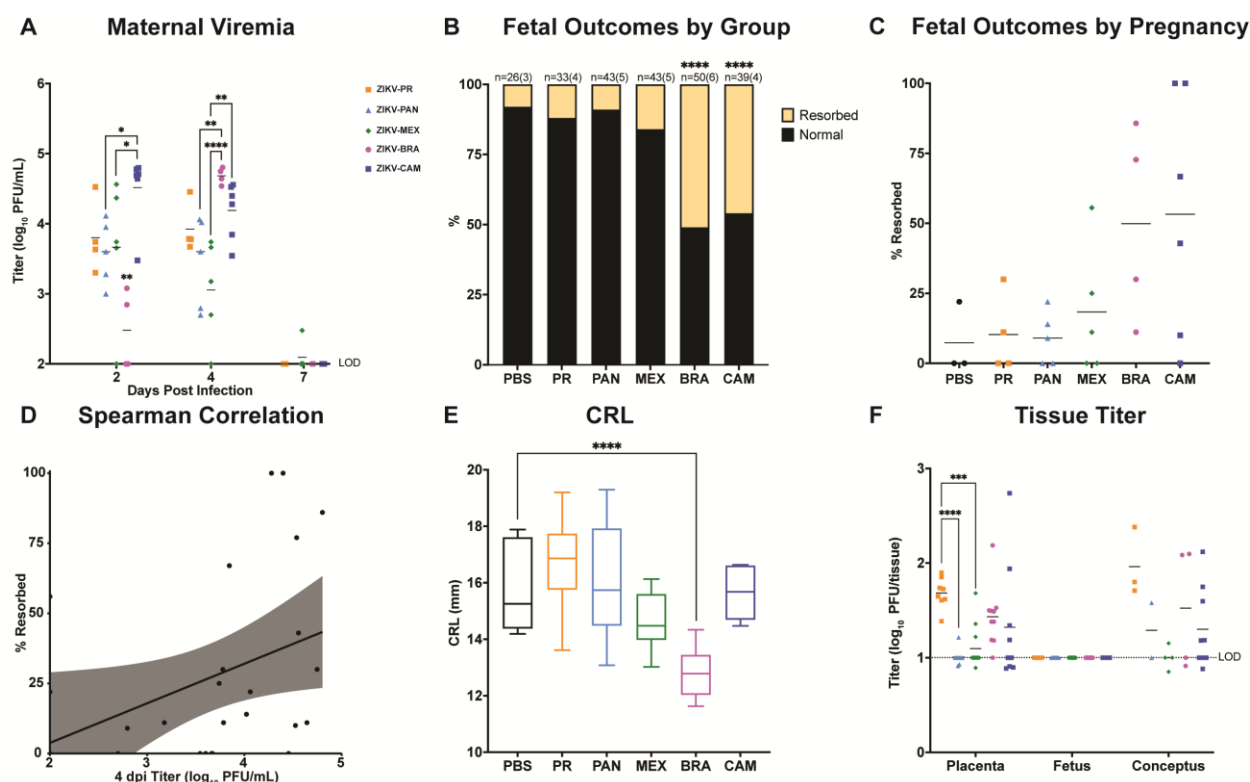 A Maternal Viremia
6
5
4
3
2
Titer (log10 PFU/mL)
* * ** ** **** ** 
ZIKV-PR
ZIKV-PAN
ZIKV-MEX
ZIKV-BRA
ZIKV-CAM
LOD
2 4 7
Days Post Infection
B Fetal Outcomes by Group
**** ****
n=26(3) n=33(4) n=43(5) n=43(5) n=50(6) n=39(4)
100
75
50
25
0
%
Resorbed
Normal
PBS PR PAN MEX BRA CAM
C Fetal Outcomes by Pregnancy
100
75
50
25
0
% Resorbed
PBS PR PAN MEX BRA CAM
D Spearman Correlation
100
75
50
25
0
% Resorbed
2 3 4 5
4 dpi Titer (log10 PFU/mL)
E CRL
****
20
18
16
14
12
10
CRL (mm)
PBS PR PAN MEX BRA CAM
F Tissue Titer
3
2
1
0
Titer (log10 PFU/tissue)
***
****
LOD
Placenta Fetus Conceptus